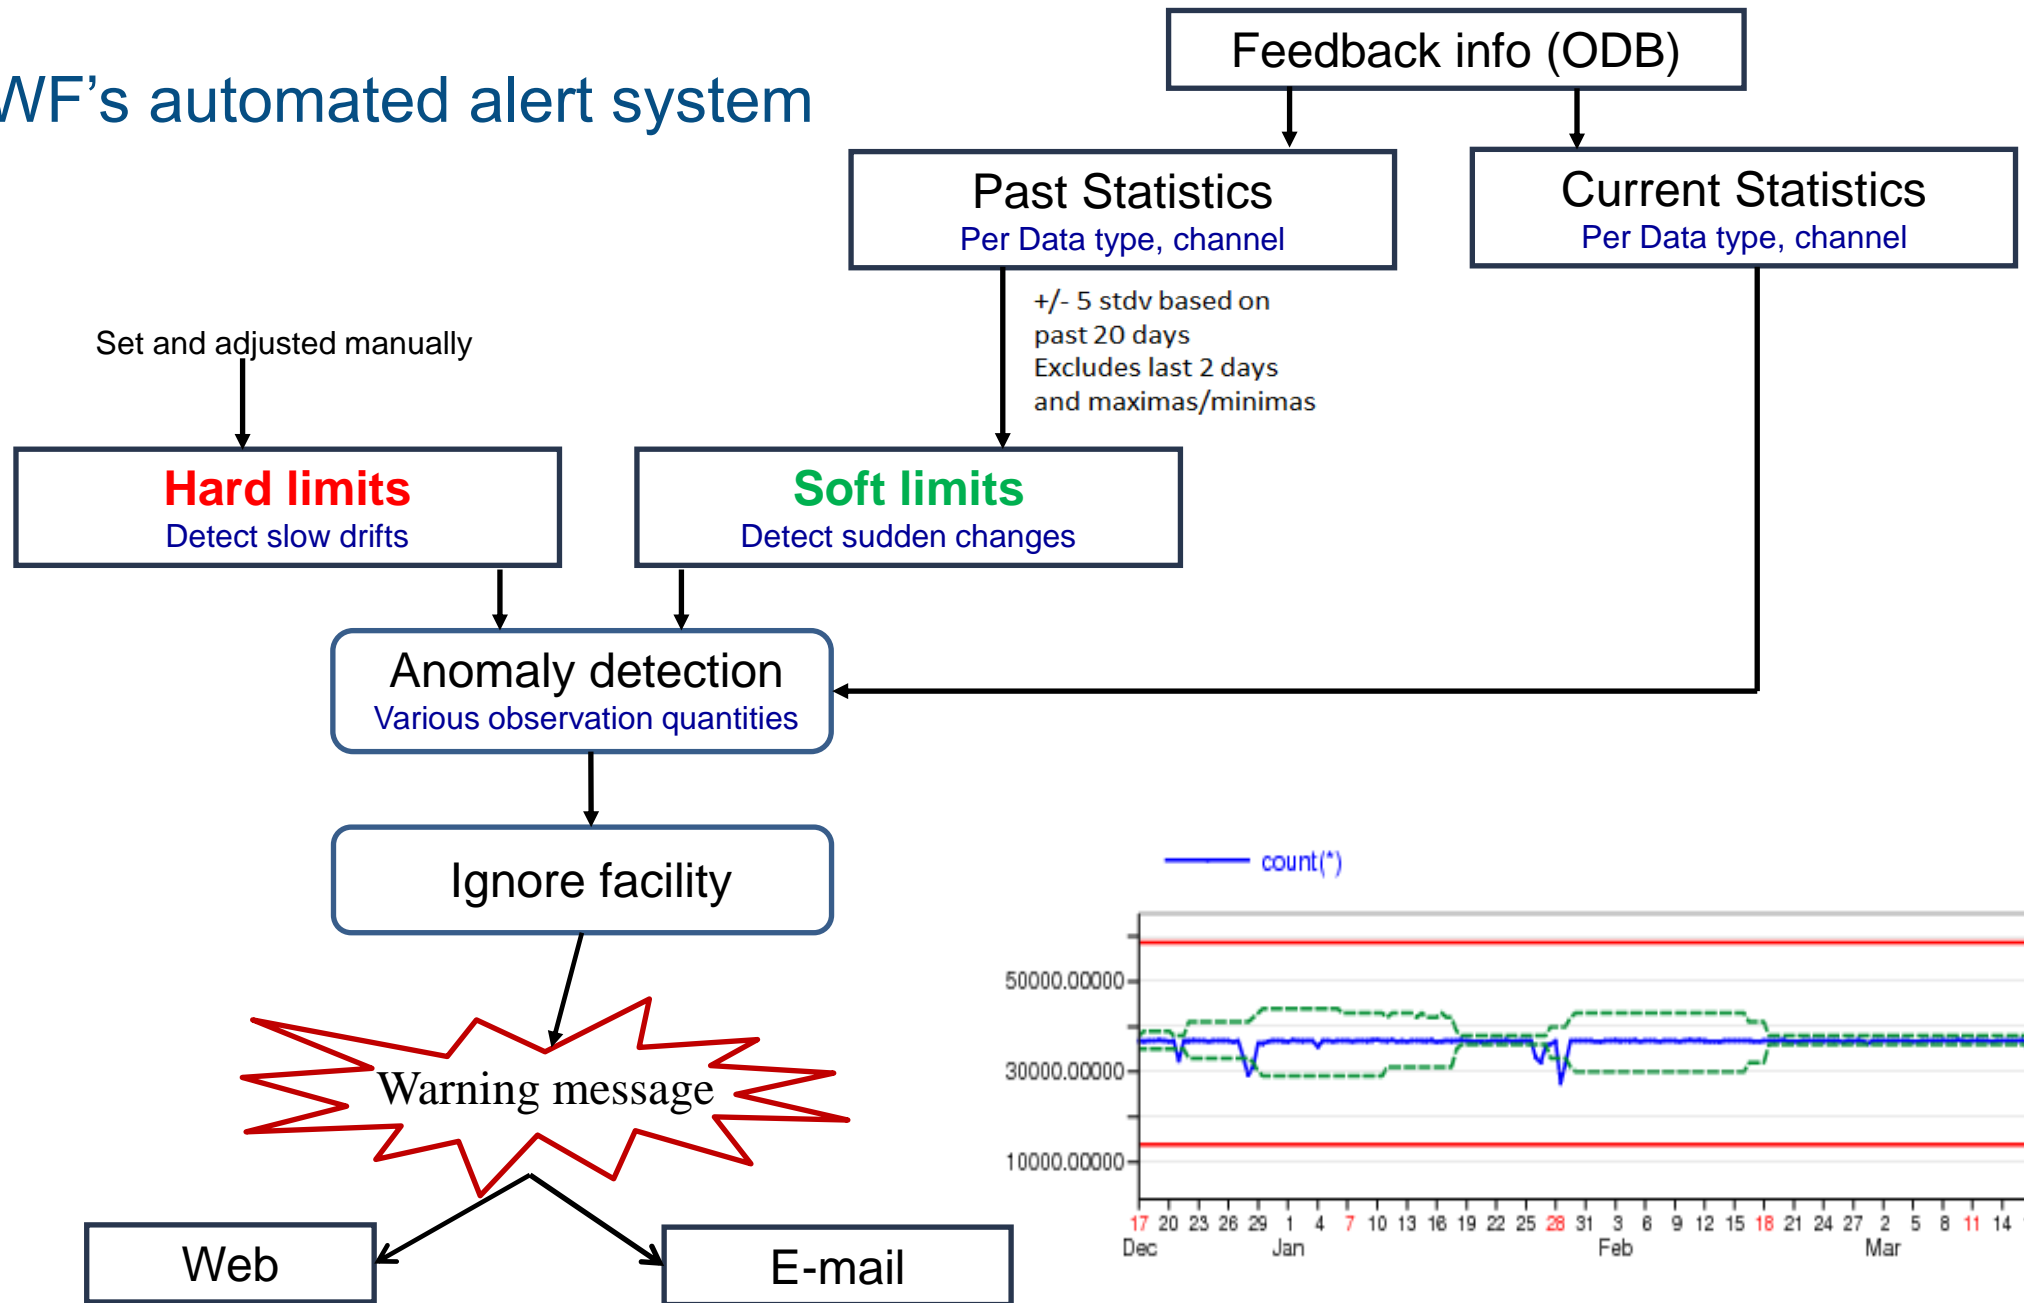 WF’s automated alert system
Feedback info (ODB)
Past Statistics
Per Data type, channel
Current Statistics
Per Data type, channel
+/- 5 stdv based on
past 20 days
Excludes last 2 days
and maximas/minimas
Set and adjusted manually
Hard limits
Detect slow drifts
Soft limits
Detect sudden changes
Anomaly detection
Various observation quantities
Ignore facility
Warning message
Web
E-mail
count(*)
50000.00000
30000.00000
10000.00000
17 20 23 26 29 1 4 7 10 13 16 19 22 25 28 31 3 6 9 12 15 18 21 24 27 2 5 8 11 14
Dec Jan Feb Mar